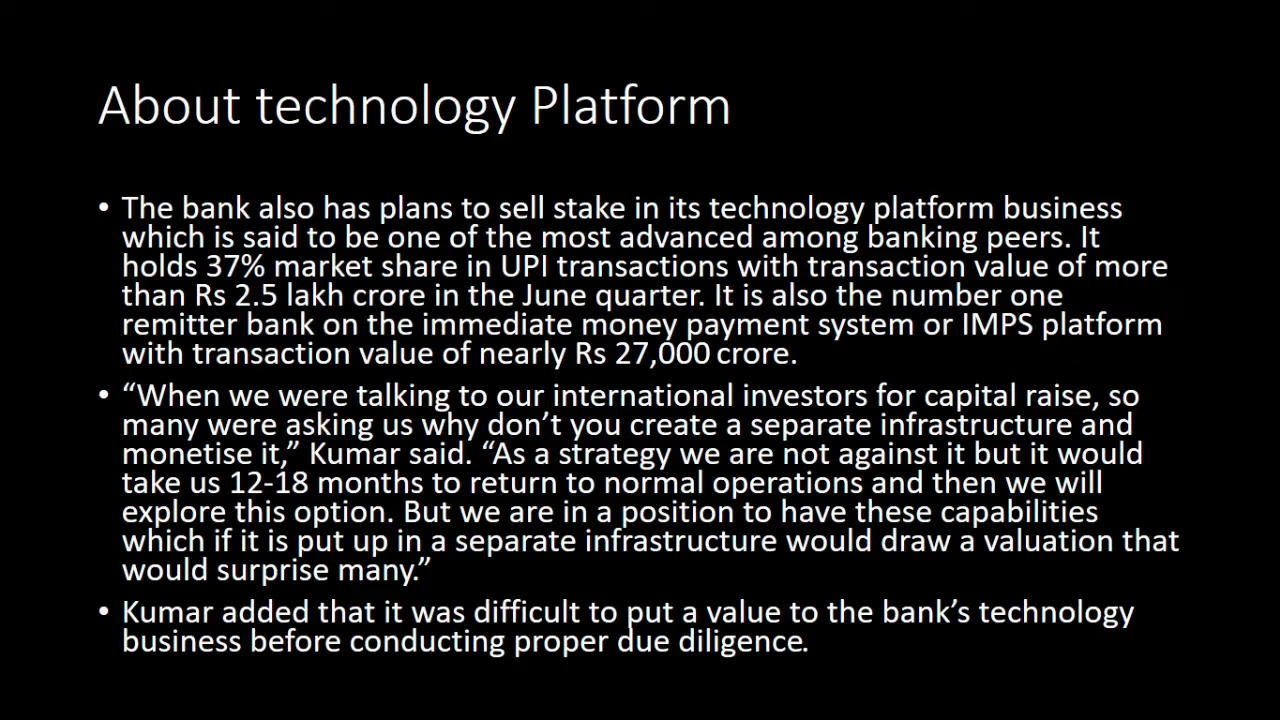 About technology Platform
• The bank also has plans to sell stake in its technology platform business
which is said to be one of the most advanced among banking peers. It
holds 37% market share in UPI transactions with transaction value of more
than Rs 2.5 lakh crore in the June quarter. It is also the number one
remitter bank on the immediate money payment system or IMPS platform
with transaction value of nearly Rs 27,000 crore.
• “When we were talking to our international investors for capital raise, so
many were asking us why don’t you create a separate infrastructure and
monetise it,” Kumar said. “As a strategy we are not against it but it would
take us 12-18 months to return to normal operations and then we will
explore this option. But we are in a position to have these capabilities
which if it is put up in a separate infrastructure would draw a valuation that
would surprise many.”
• Kumar added that it was difficult to put a value to the bank’s technology
business before conducting proper due diligence.